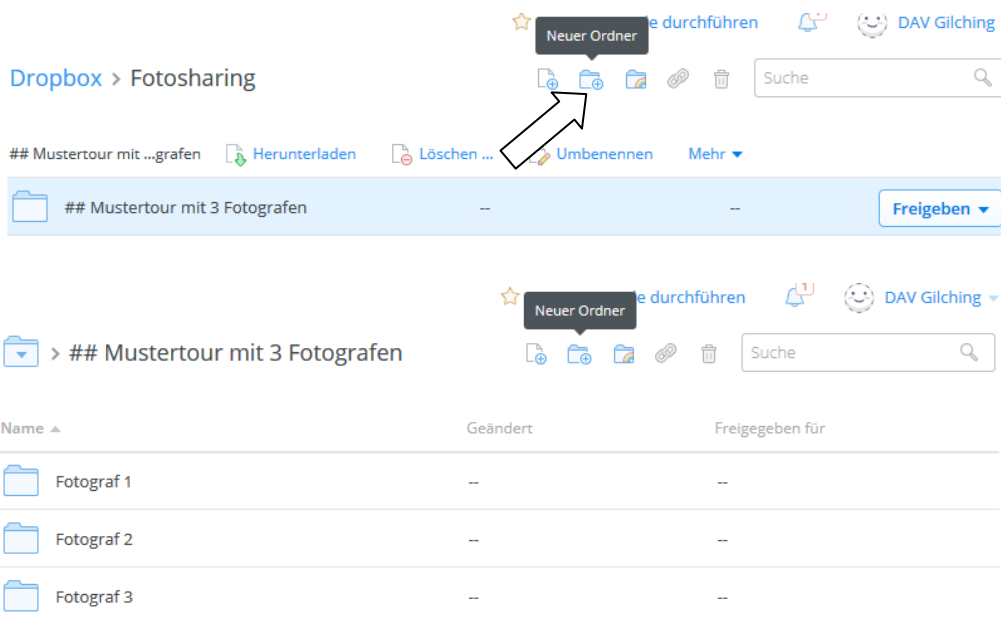 e durchführen DAV Gilching
Neuer Ordner
Dropbox > Fotosharing Suche
## Mustertour mit ...grafen Herunterladen Löschen ... Umbenennen Mehr
## Mustertour mit 3 Fotografen -- -- Freigeben
e durchführen 1 DAV Gilching
Neuer Ordner
> ## Mustertour mit 3 Fotografen Suche
Name Geändert Freigegeben für
Fotograf 1 -- --
Fotograf 2 -- --
Fotograf 3 -- --